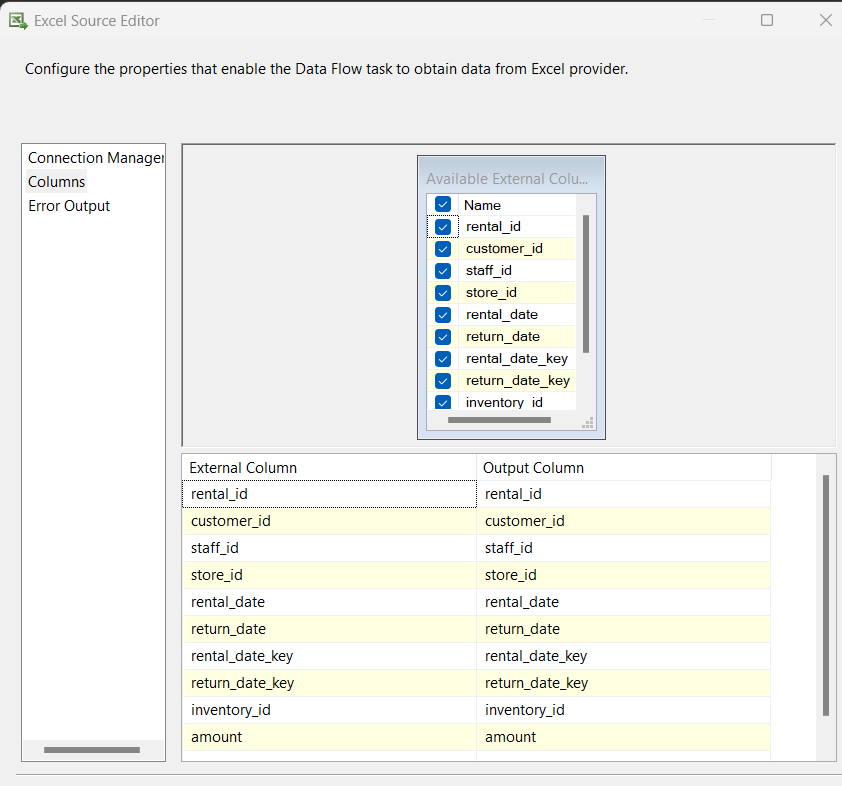 Excel Source Editor
Configure the properties that enable the Data Flow task to obtain data from Excel provider.
Connection Manager
Columns
Error Output
Available External Colu...
Name
rental_id
customer_id
staff_id
store_id
rental_date
return_date
rental_date_key
return_date_key
inventory_id
External Column Output Column
rental_id rental_id
customer_id customer_id
staff_id staff_id
store_id store_id
rental_date rental_date
return_date return_date
rental_date_key rental_date_key
return_date_key return_date_key
inventory_id inventory_id
amount amount